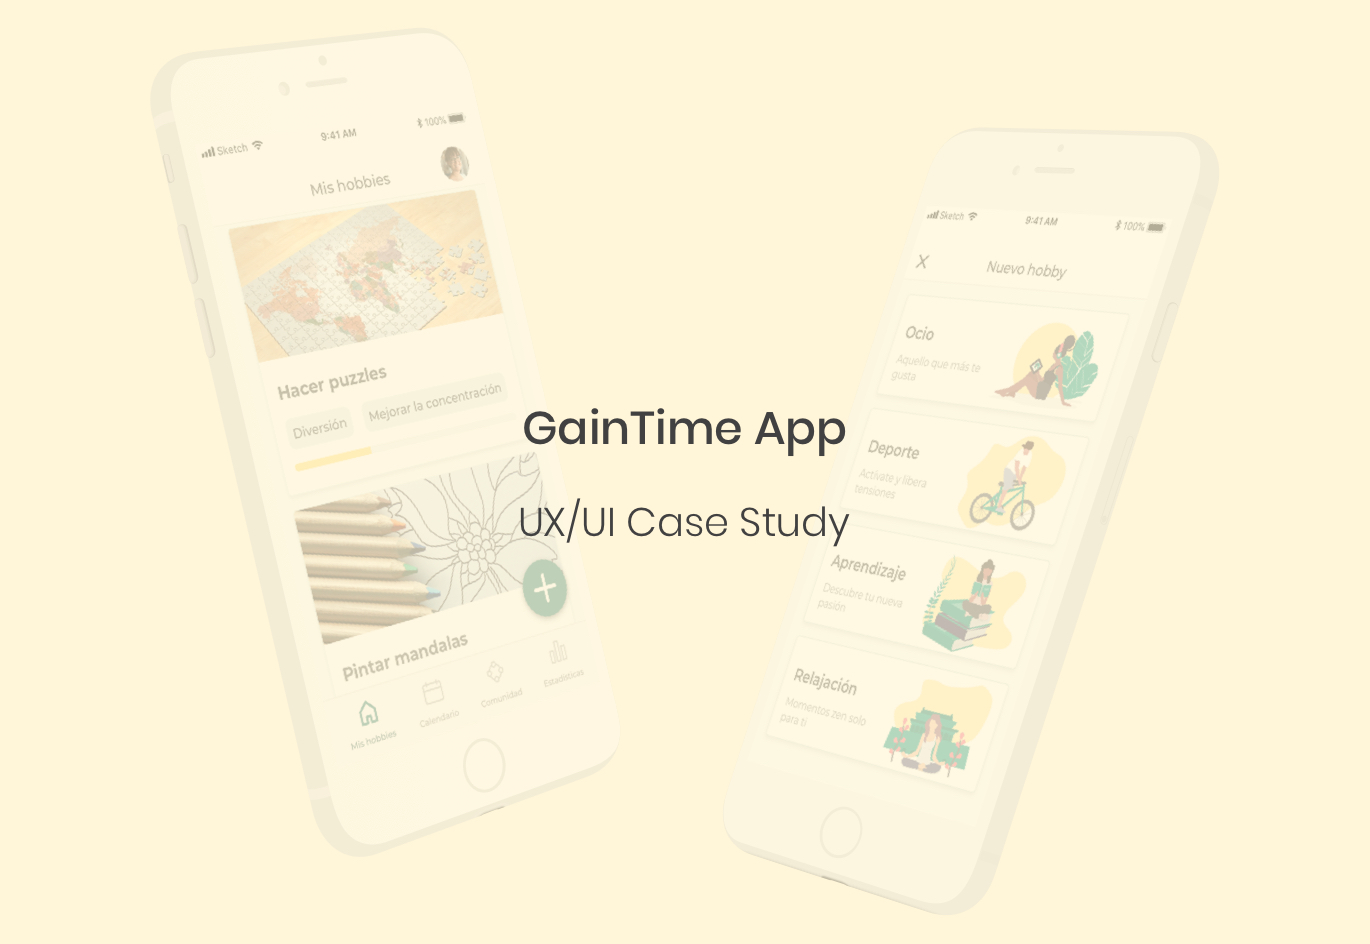 Sketch
9:41 AM
100%
Mis hobbies
Hacer puzzles
Diversión
Mejorar la concentración
Pintar mandalas
Mis hobbies
Calendario
Comunidad
Estadísticas
GainTime App
UX/UI Case Study
Sketch
9:41 AM
100%
X
Nuevo hobby
Ocio
Aquello que más te
gusta
Deporte
Actívate y libera
tensiones
Aprendizaje
Descubre tu nueva
pasión
Relajación
Momentos zen solo
para ti